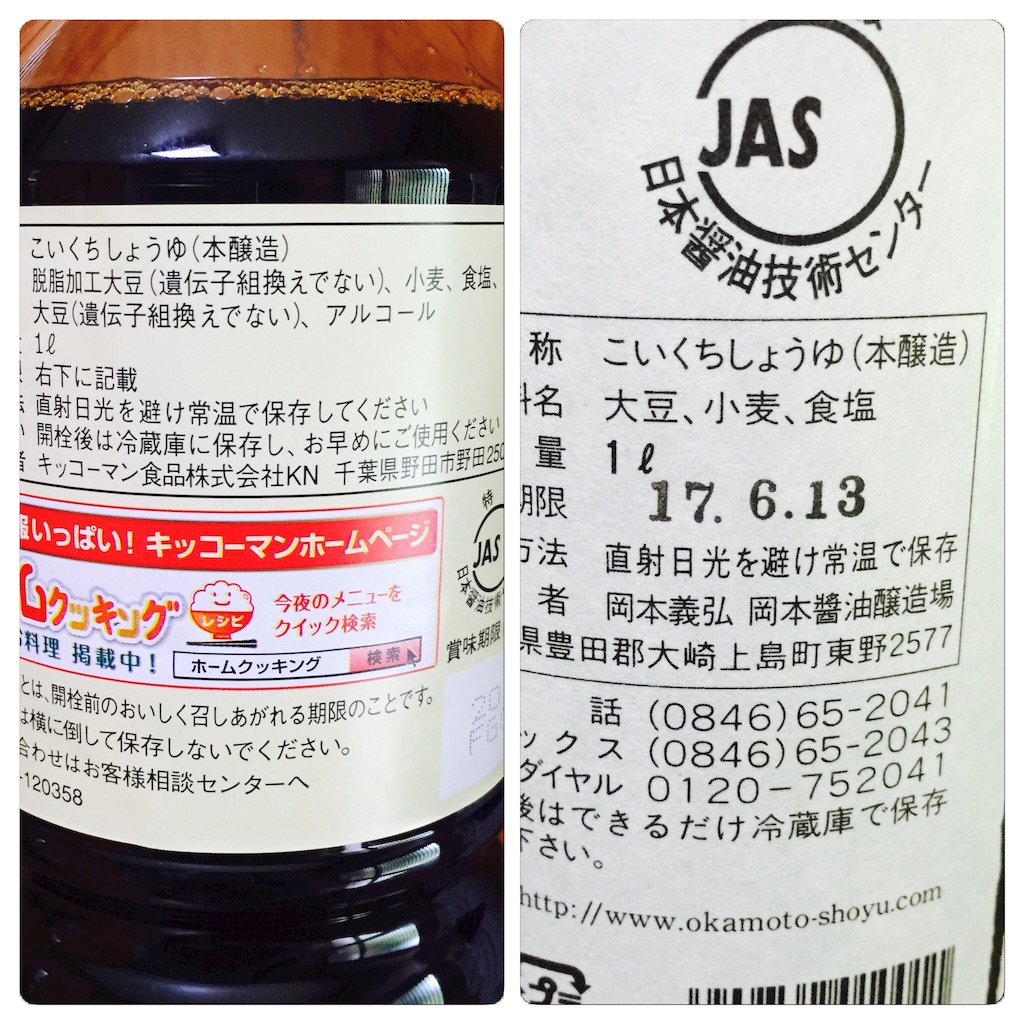 こいくちしょうゆ(本醸造)
脱脂加工大豆(遺伝子組換えでない)、小麦、食塩、
大豆(遺伝子組換えでない)、アルコール
1ℓ
右下に記載
直射日光を避け常温で保存してください
開栓後は冷蔵庫に保存し、お早めにご使用ください
キッコーマン食品株式会社KN 千葉県野田市野田250
いっぱい! キッコーマンホームページ
ムクッキング
お料理 掲載中!
レシピ
今夜のメニューを
クイック検索
ホームクッキング 検索
特
JAS
日本醤油技術
賞味期限
とは、開栓前のおいしく召しあがれる期限のことです。
は横に倒して保存しないでください。
合わせはお客様相談センターへ
-120358
JAS
日本醤油技術センター
称 こいくちしょうゆ(本醸造)
料名 大豆、小麦、食塩
量 1ℓ
期限 17. 6.13
方法 直射日光を避け常温で保存
者 岡本義弘 岡本醬油醸造場
県豊田郡大崎上島町東野2577
話 (0846)65-2041
ックス (0846)65-2043
ダイヤル 0120-752041
後はできるだけ冷蔵庫で保存
下さい。
http://www.okamoto-shoyu.com
プ